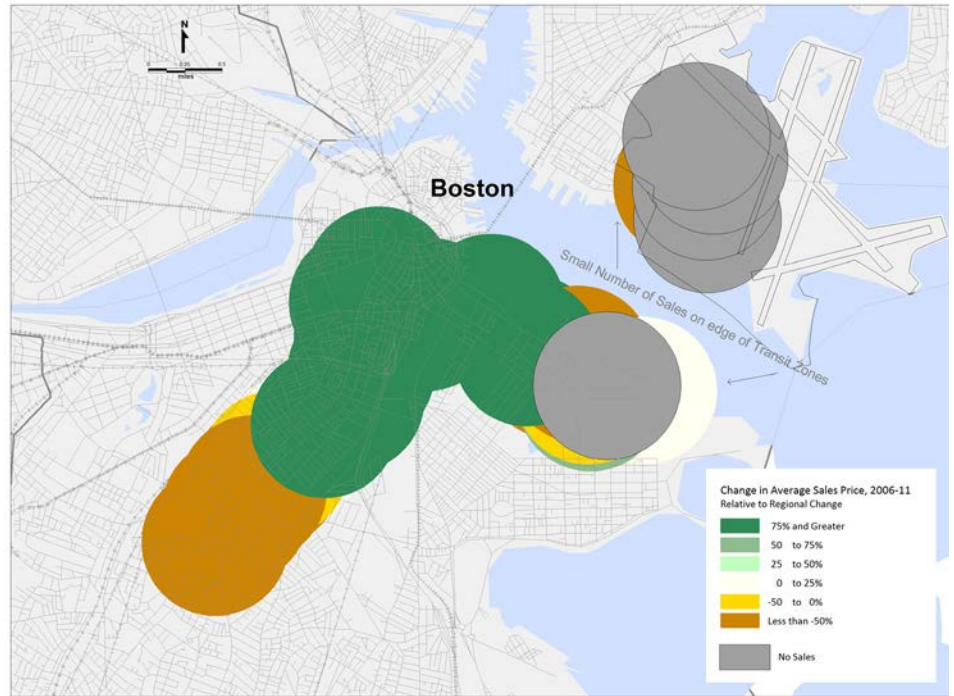 N
0 0.25 0.5
miles
Boston
Small Number of Sales on edge of Transit Zones
Change in Average Sales Price, 2006-11
Relative to Regional Change
75% and Greater
50 to 75%
25 to 50%
0 to 25%
-50 to 0%
Less than -50%
No Sales